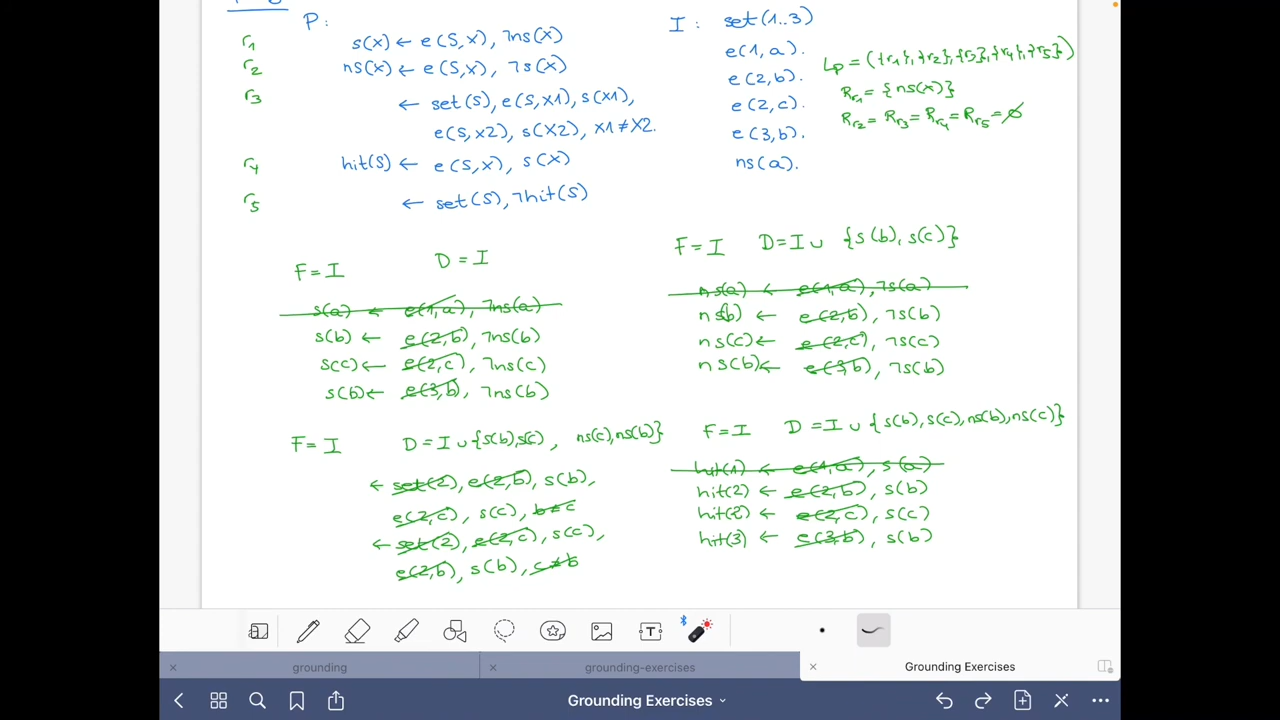 P:
r1 s(X) ← e(S,X), ¬ns(X)
r2 ns(X) ← e(S,X), ¬s(X)
r3 ← set(S), e(S,X1), s(X1),
e(S,X2), s(X2), X1≠X2.
r4 hit(S) ← e(S,X), s(X)
r5 ← set(S), ¬hit(S)
I: set(1..3)
e(1,a).
e(2,b).
e(2,c).
e(3,b).
ns(a).
Lp = ({r1},{r2},{r3},{r4},{r5})
Rr1 = {ns(X)}
Rr2 = Rr3 = Rr4 = Rr5 = ∅
F = I D = I
s(a) ← e(1,a), ¬ns(a)
s(b) ← e(2,b), ¬ns(b)
s(c) ← e(2,c), ¬ns(c)
s(b) ← e(3,b), ¬ns(b)
F = I D = I ∪ {s(b), s(c)}
ns(a) ← e(1,a), ¬s(a)
ns(b) ← e(2,b), ¬s(b)
ns(c) ← e(2,c), ¬s(c)
ns(b) ← e(3,b), ¬s(b)
F = I D = I ∪ {s(b), s(c), ns(c), ns(b)}
← set(2), e(2,b), s(b),
e(2,c), s(c), b≠c
← set(2), e(2,c), s(c),
e(2,b), s(b), c≠b
F = I D = I ∪ {s(b), s(c), ns(b), ns(c)}
hit(1) ← e(1,a), s(a)
hit(2) ← e(2,b), s(b)
hit(2) ← e(2,c), s(c)
hit(3) ← e(3,b), s(b)
T
grounding
grounding-exercises
Grounding Exercises
Grounding Exercises